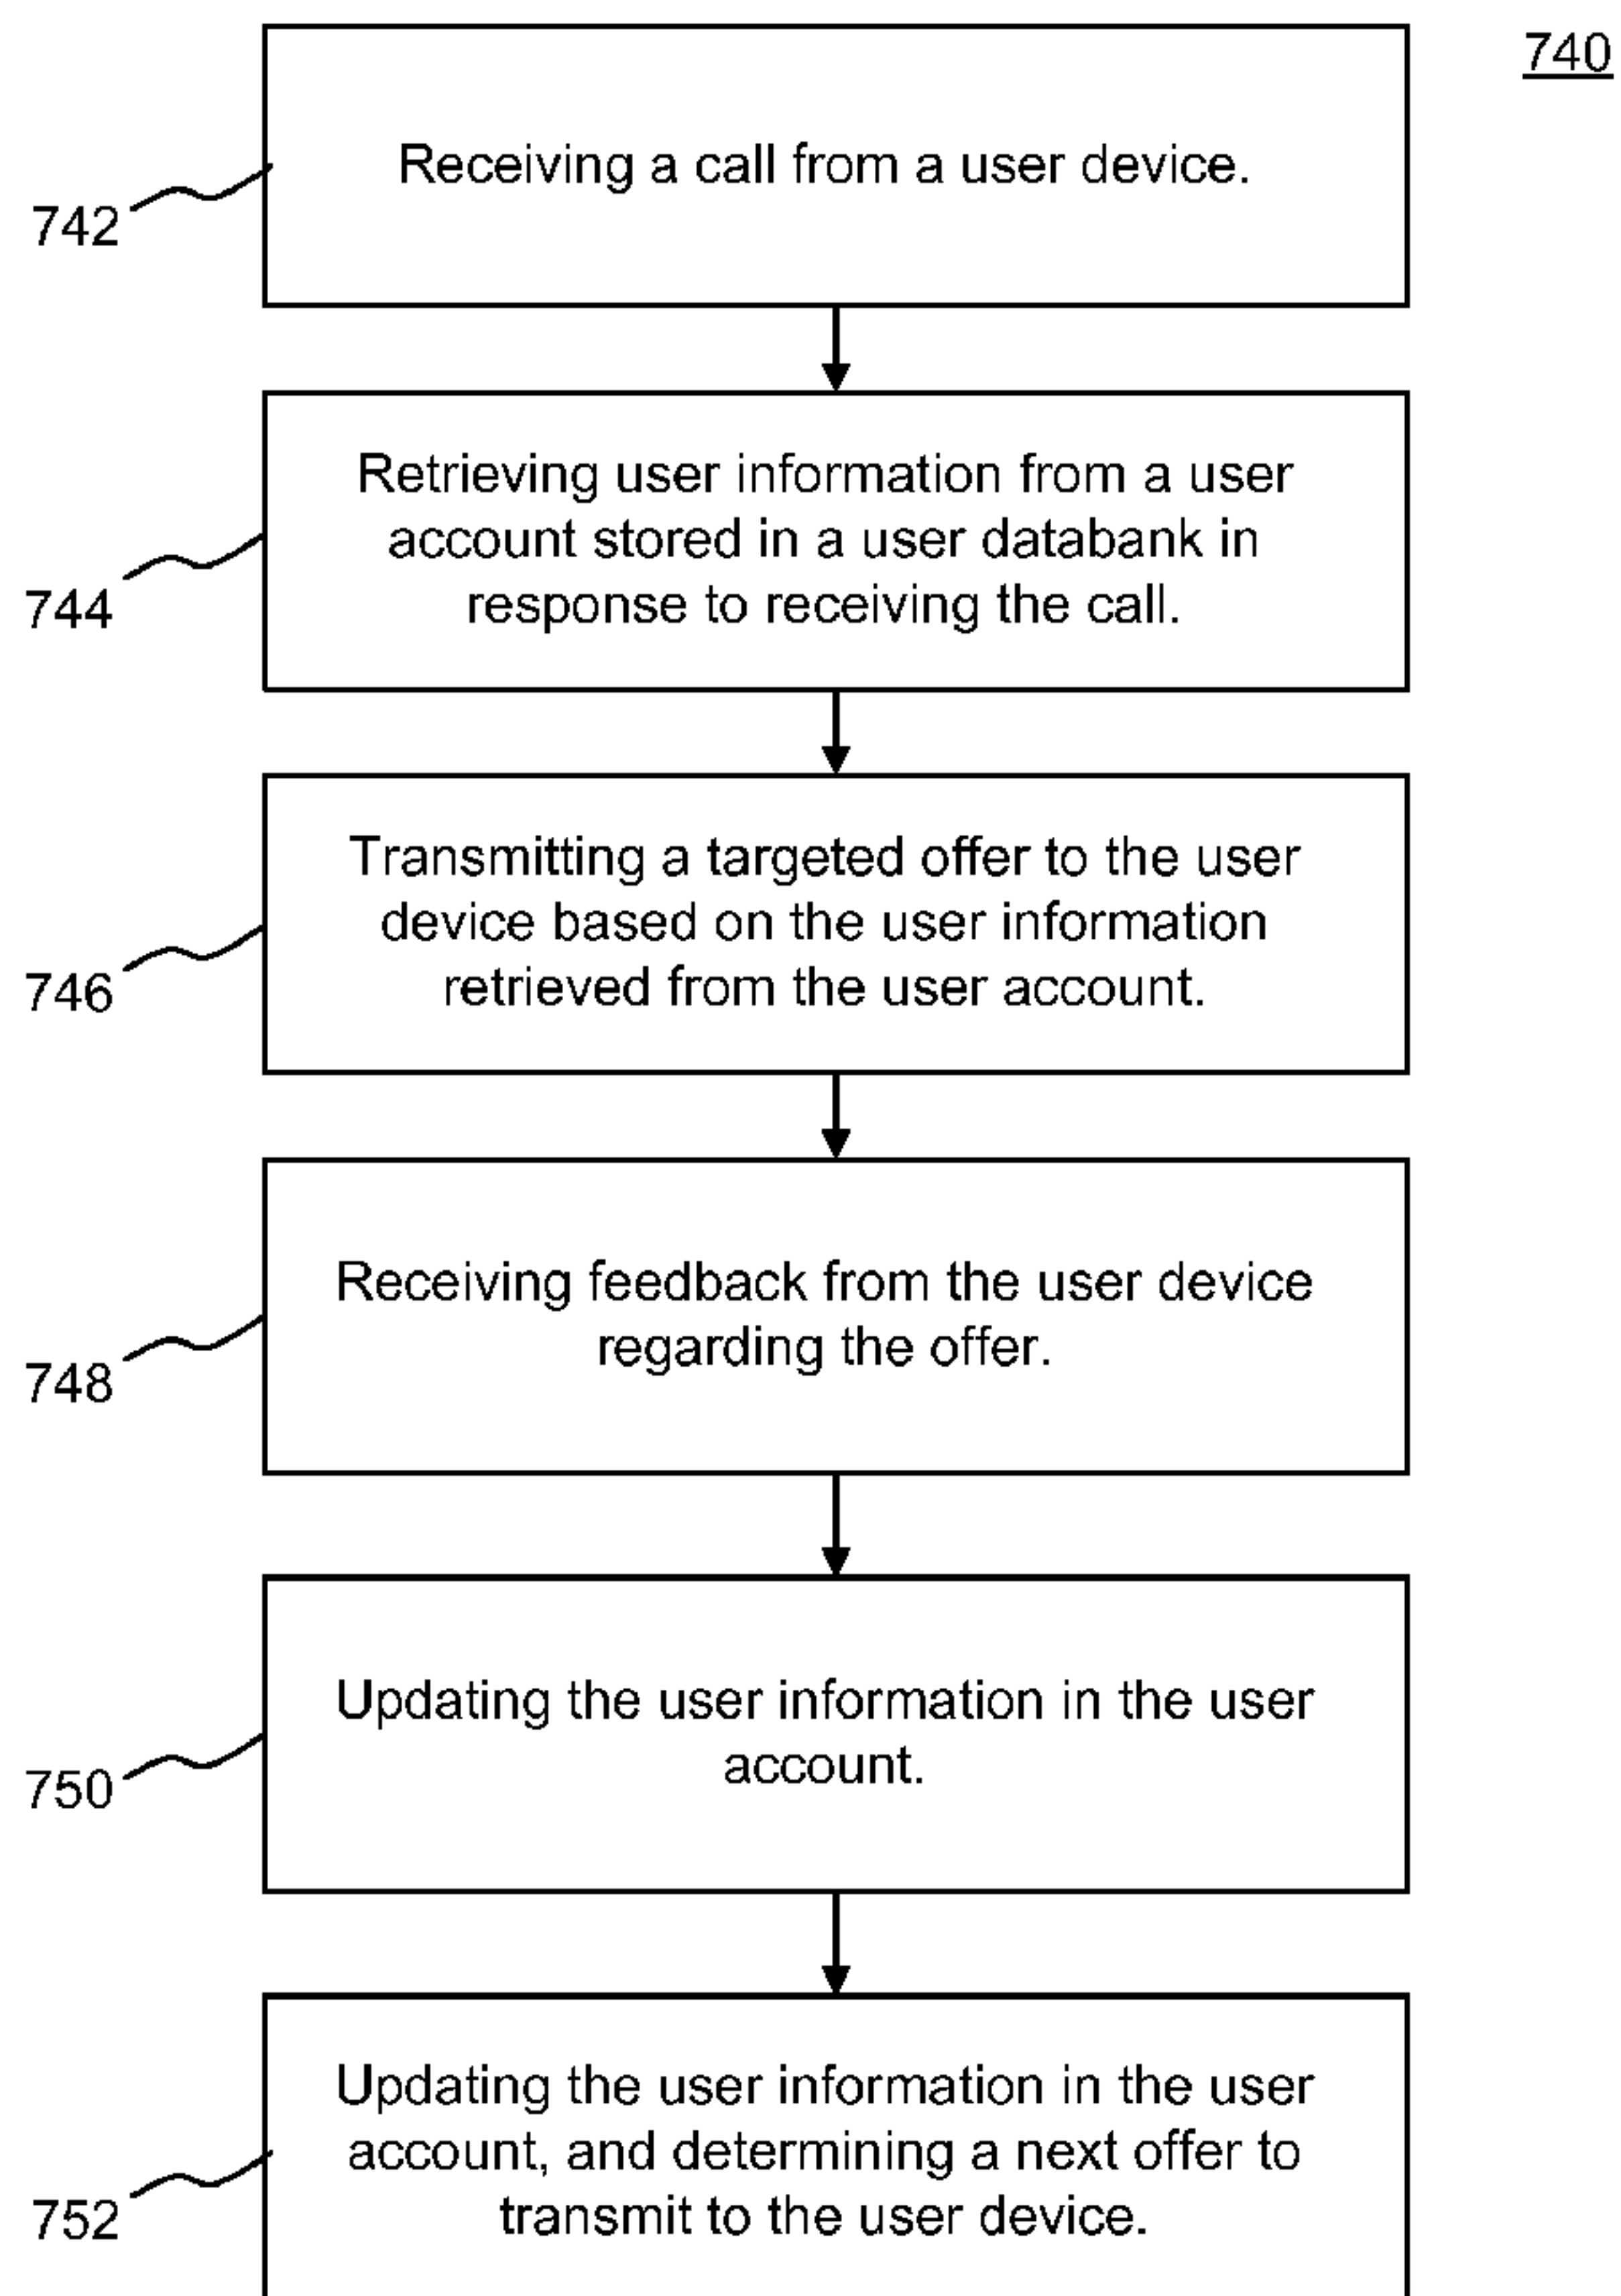 740
Receiving a call from a user device.
742
Retrieving user information from a user
account stored in a user databank in
response to receiving the call.
744
Transmitting a targeted offer to the user
device based on the user information
retrieved from the user account.
746
Receiving feedback from the user device
regarding the offer.
748
Updating the user information in the user
account.
750
Updating the user information in the user
account, and determining a next offer to
transmit to the user device.
752